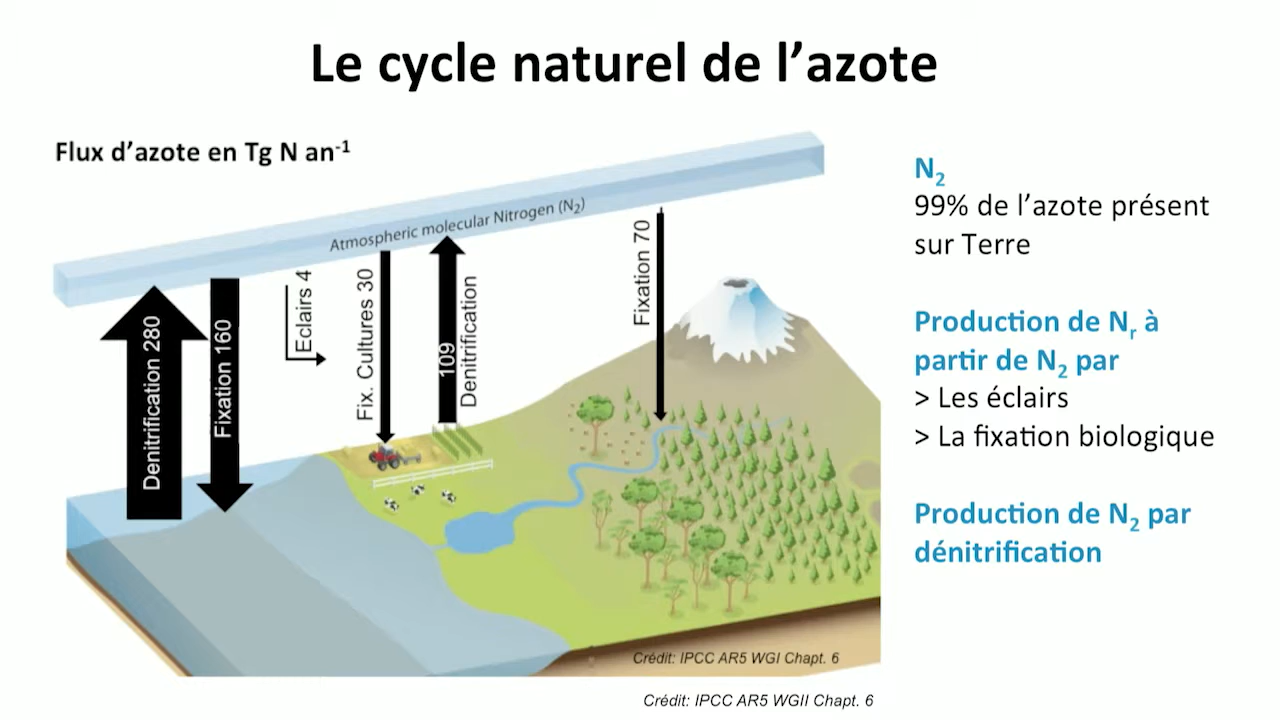 Le cycle naturel de l’azote
Flux d’azote en Tg N an-1
Atmospheric molecular Nitrogen (N2)
Denitrification 280
Fixation 160
Eclairs 4
Fix. Cultures 30
109
Denitrification
Fixation 70
N2
99% de l’azote présent
sur Terre
Production de Nr à
partir de N2 par
> Les éclairs
> La fixation biologique
Production de N2 par
dénitrification
Crédit: IPCC AR5 WGI Chapt. 6
Crédit: IPCC AR5 WGII Chapt. 6